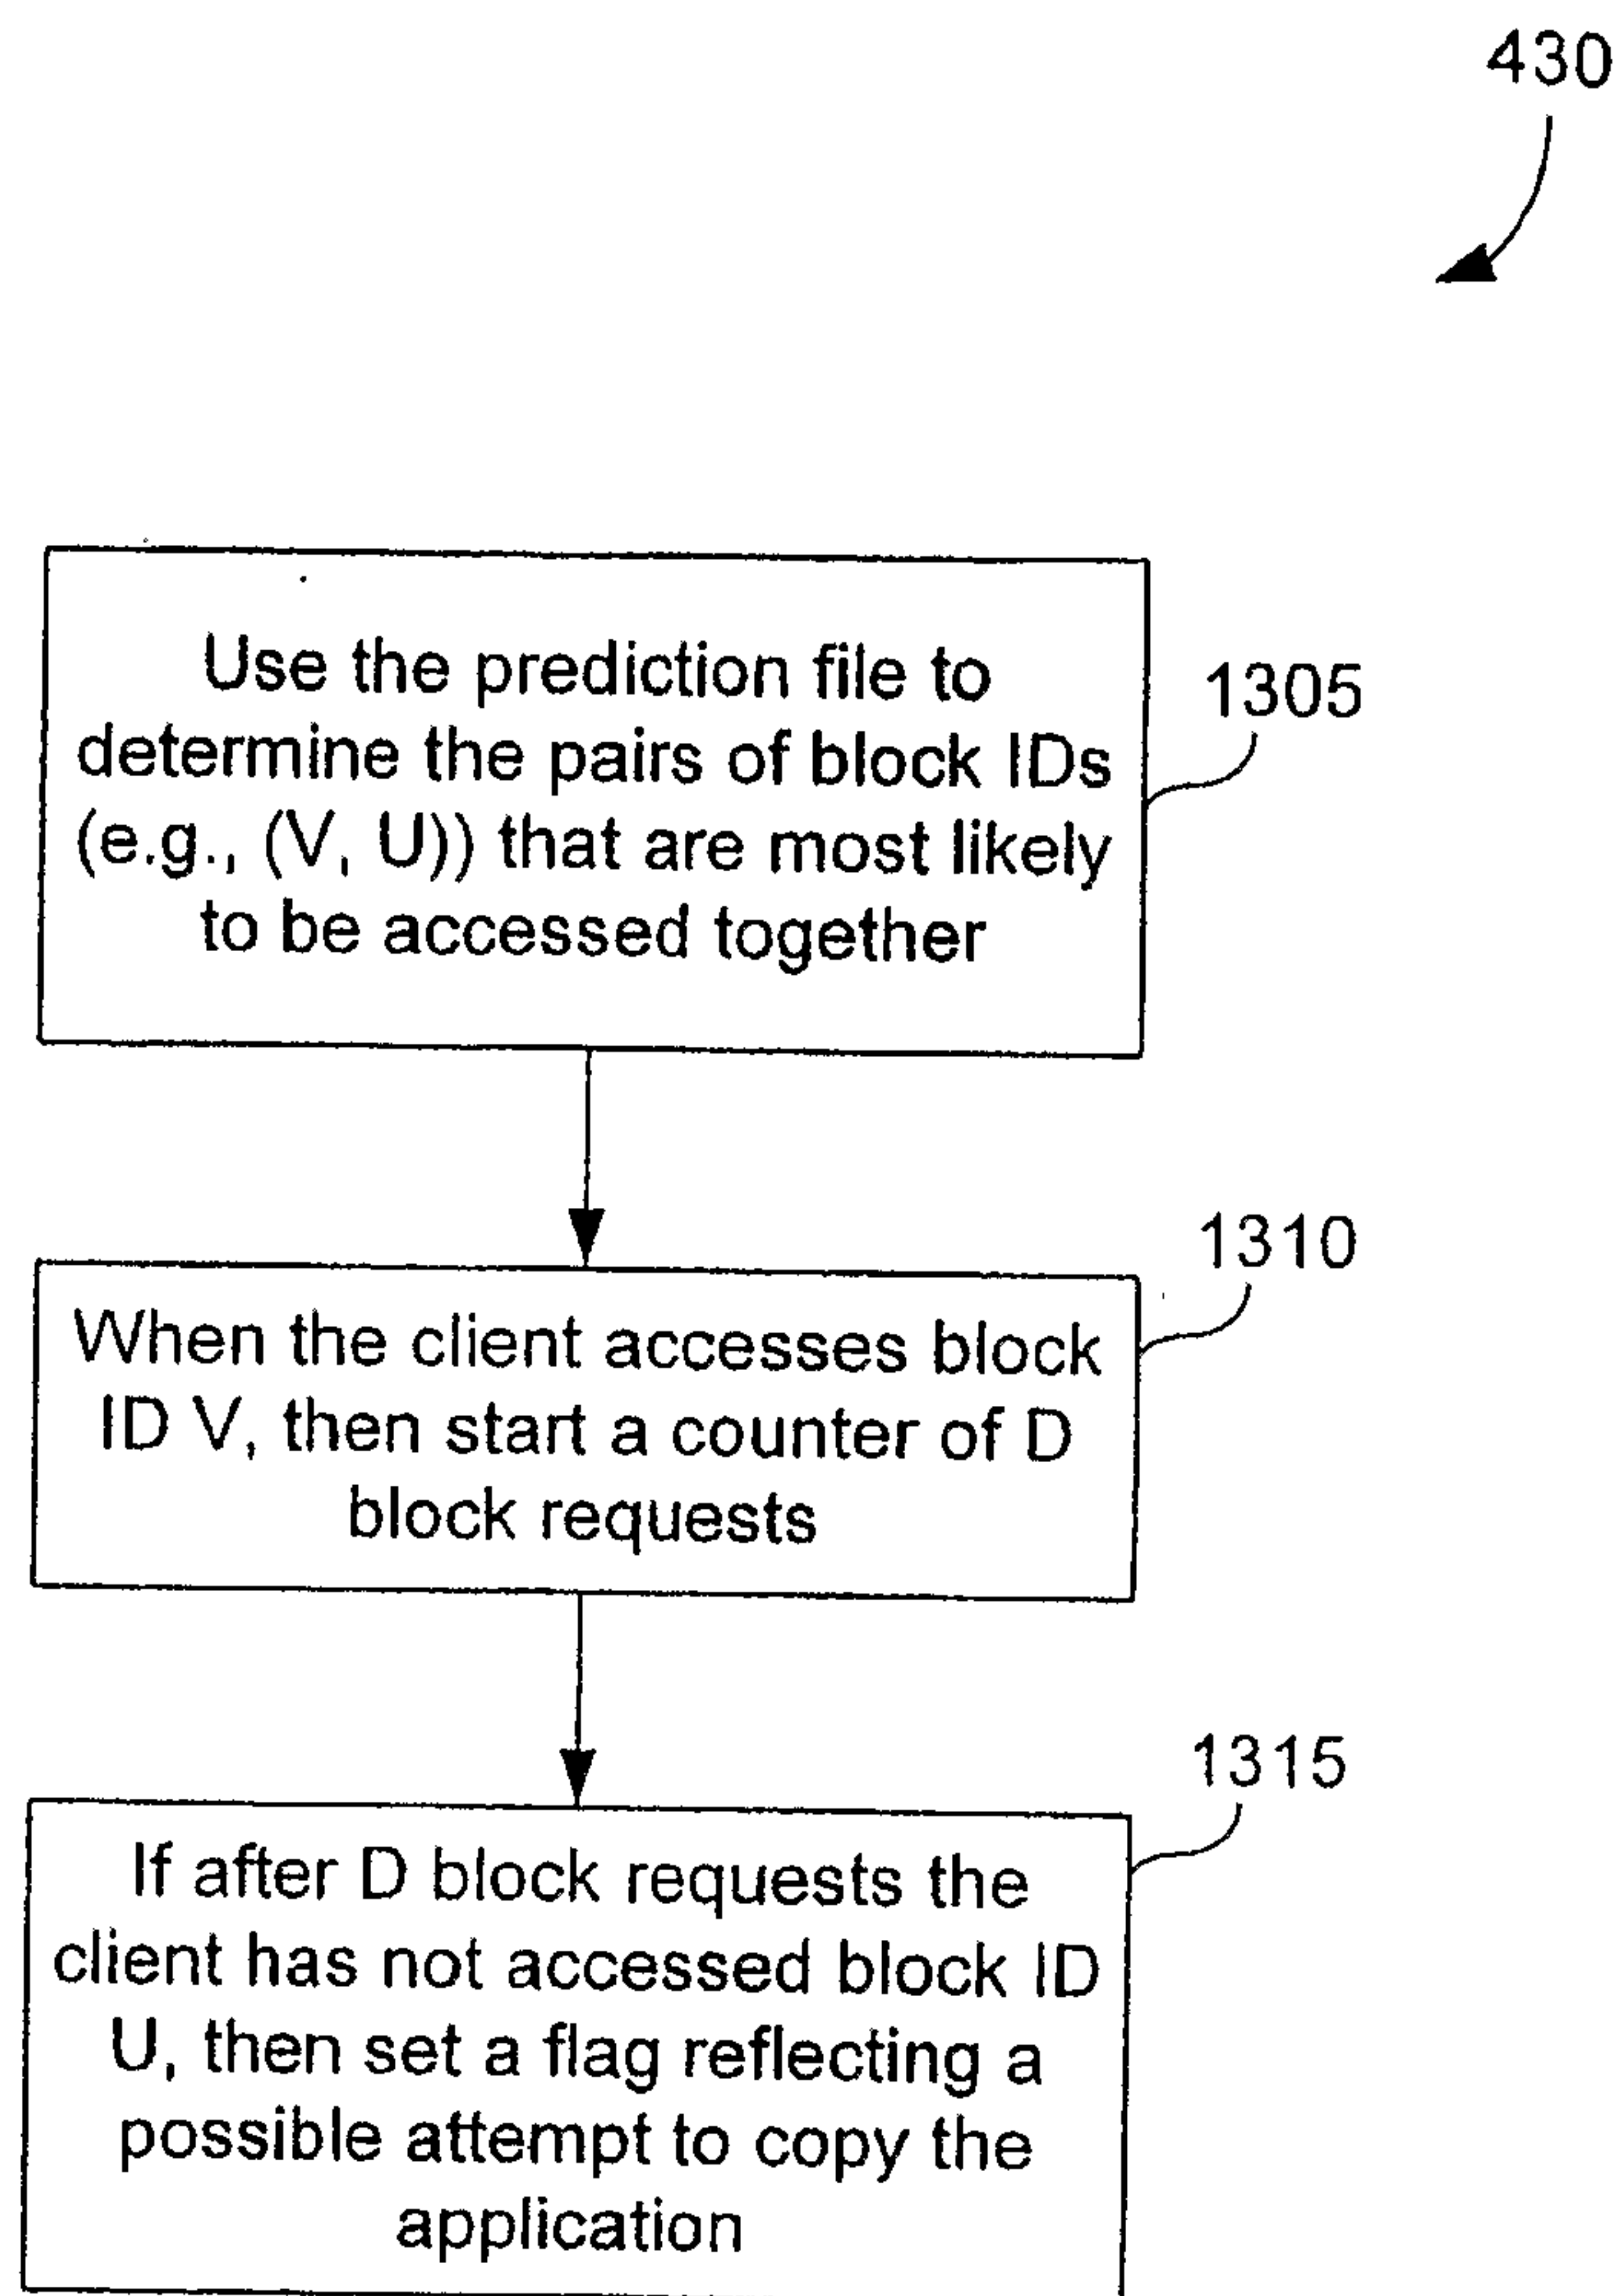 430
Use the prediction file to
determine the pairs of block IDs
(e.g., (V, U)) that are most likely
to be accessed together
1305
When the client accesses block
ID V, then start a counter of D
block requests
1310
If after D block requests the
client has not accessed block ID
U, then set a flag reflecting a
possible attempt to copy the
application
1315